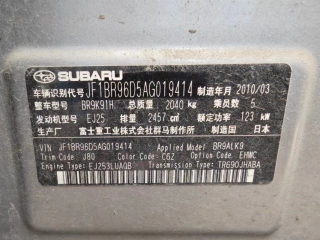 SUBARU
车辆识别代号 JF1BR96D5AG019414 制造年月 2010/03
整车型号 BR9K91H 总质量 2040 kg 乘员数 5
发动机型号 EJ25 排量 2457 cm³ 额定功率 123 kW
富士重工业株式会社群马制作所 制造 日本
VIN JF1BR96D5AG019414 Applied Model BR9ALK9
Trim Code J80 Color Code C6Z Option Code EHMC
Engine Type EJ253LUAQB Transmission Type TR690JHABA